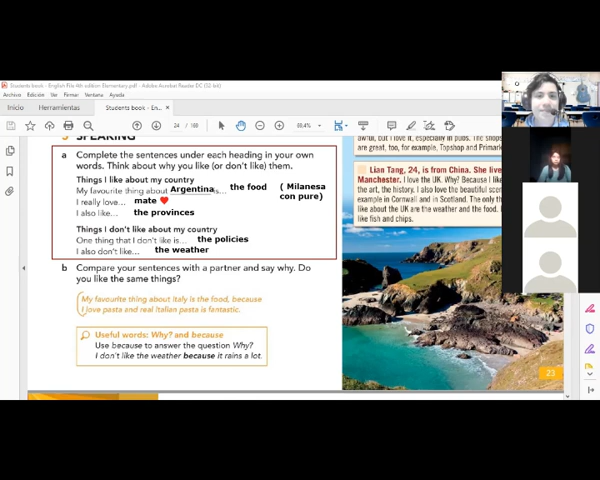 Students book - English File 4th edition Elementary.pdf - Adobe Acrobat Reader DC (32-bit)
Archivo Edición Ver Firmar Ventana Ayuda
Inicio Herramientas Students book - En... ×
24 / 169 89,4%
SPEAKING
a Complete the sentences under each heading in your own
words. Think about why you like (or don't like) them.
Things I like about my country
My favourite thing about Argentina is... the food ( Milanesa con pure)
I really love... mate ❤
I also like... the provinces
Things I don't like about my country
One thing that I don't like is... the policies
I also don't like... the weather
b Compare your sentences with a partner and say why. Do
you like the same things?
My favourite thing about Italy is the food, because
I love pasta and real Italian pasta is fantastic.
Useful words: Why? and because
Use because to answer the question Why?
I don't like the weather because it rains a lot.
awful, but I love it, especially in pubs. The shops
are great, too, for example, Topshop and Primark
Lian Tang, 24, is from China. She live
Manchester. I love the UK. Why? Because I like
the art, the history. I also love the beautiful
example in Cornwall and in Scotland. The only
like about the UK are the weather and the food. I
like fish and chips.
23